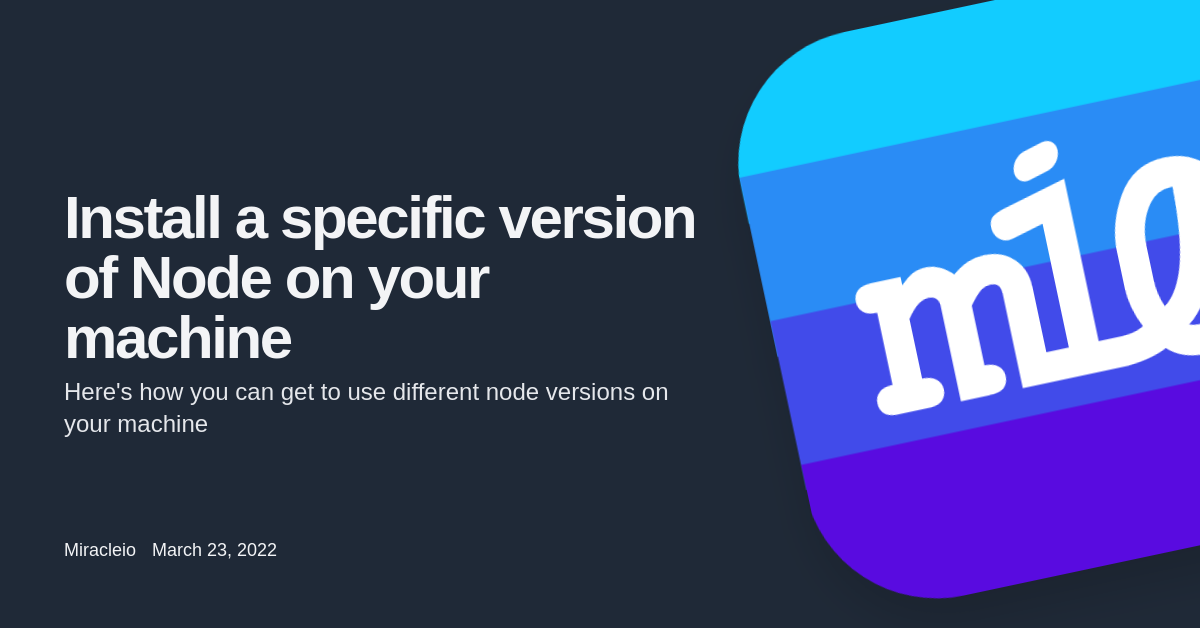 Install a specific version
of Node on your
machine
Here's how you can get to use different node versions on
your machine
Miracleio March 23, 2022